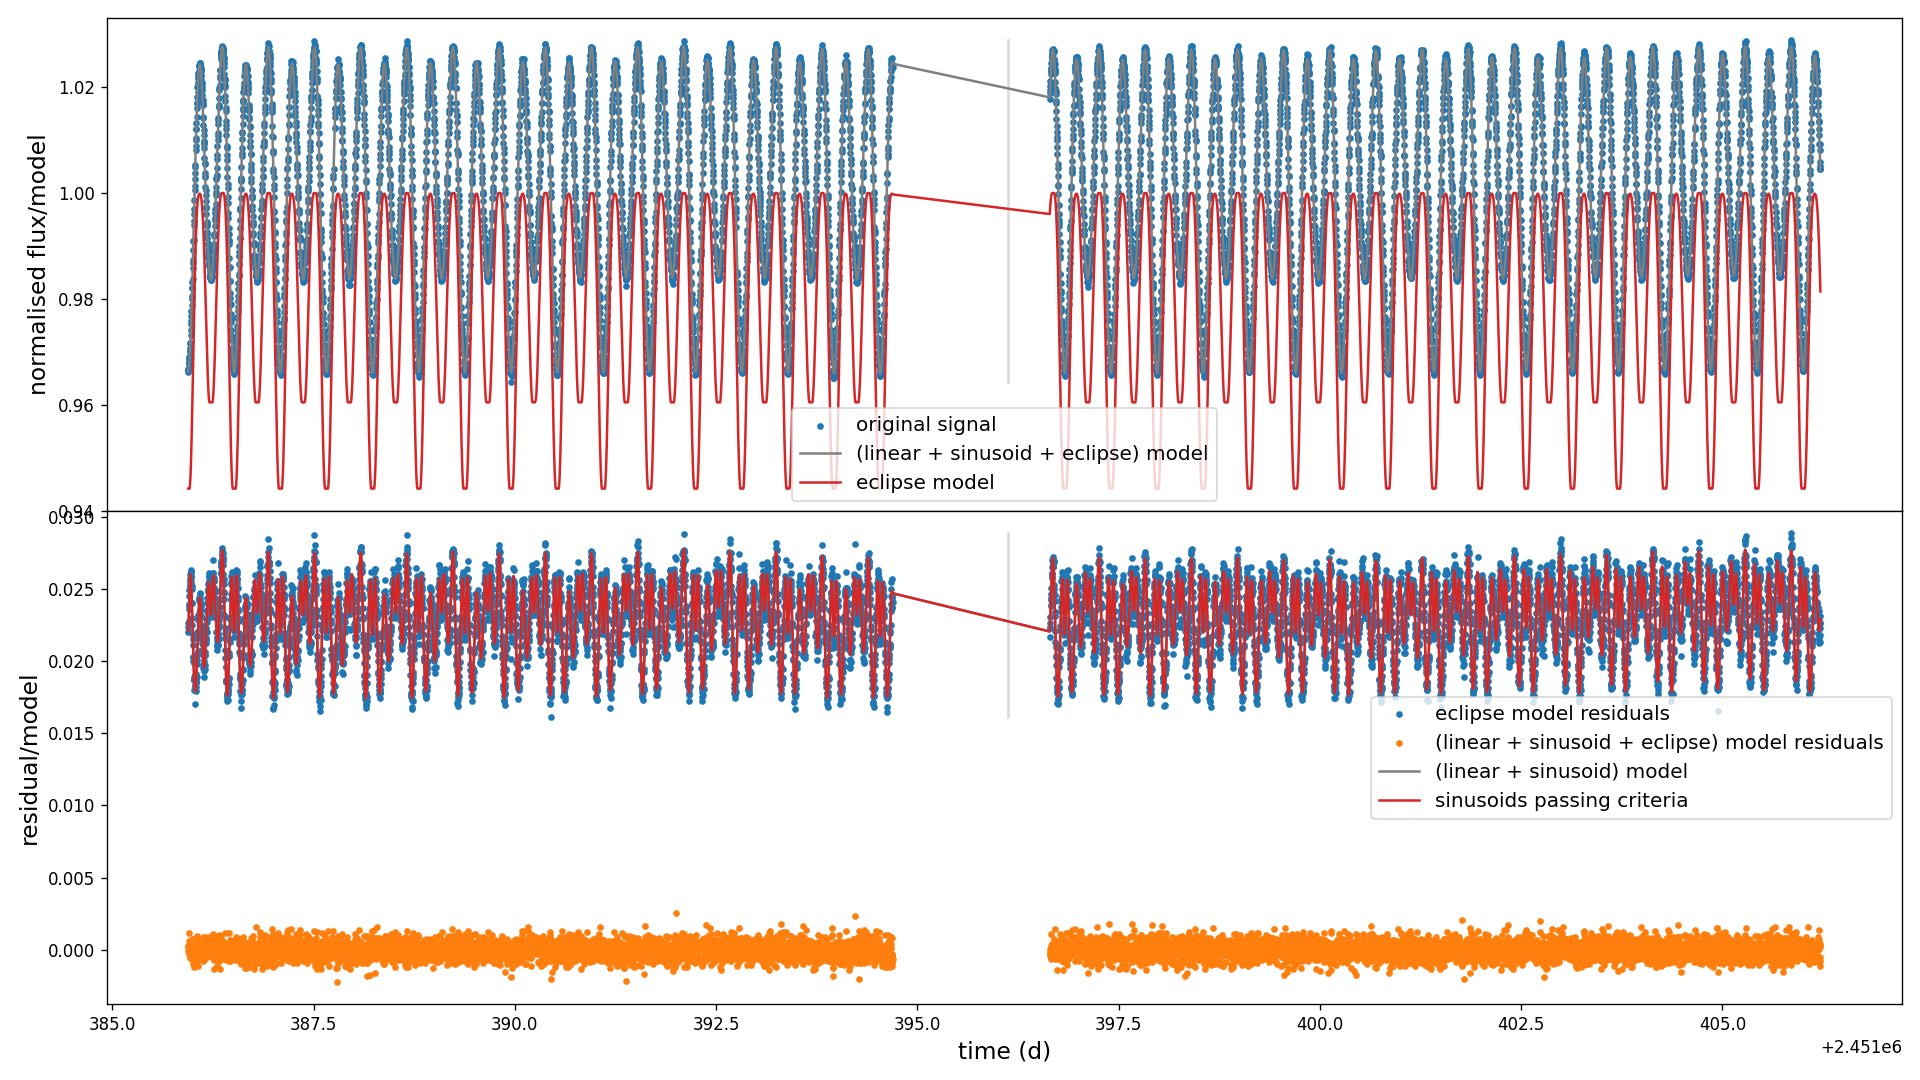 normalised flux/model
1.02
1.00
0.98
0.96
0.94
original signal
(linear + sinusoid + eclipse) model
eclipse model
residual/model
0.030
0.025
0.020
0.015
0.010
0.005
0.000
eclipse model residuals
(linear + sinusoid + eclipse) model residuals
(linear + sinusoid) model
sinusoids passing criteria
385.0
387.5
390.0
392.5
395.0
397.5
400.0
402.5
405.0
time (d)
+2.451e6